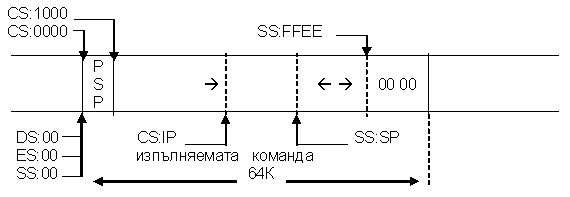 CS:1000
CS:0000
SS:FFEE
P
S
P
00 00
DS:00
ES:00
SS:00
CS:IP
SS:SP
изпълняемата команда
64K